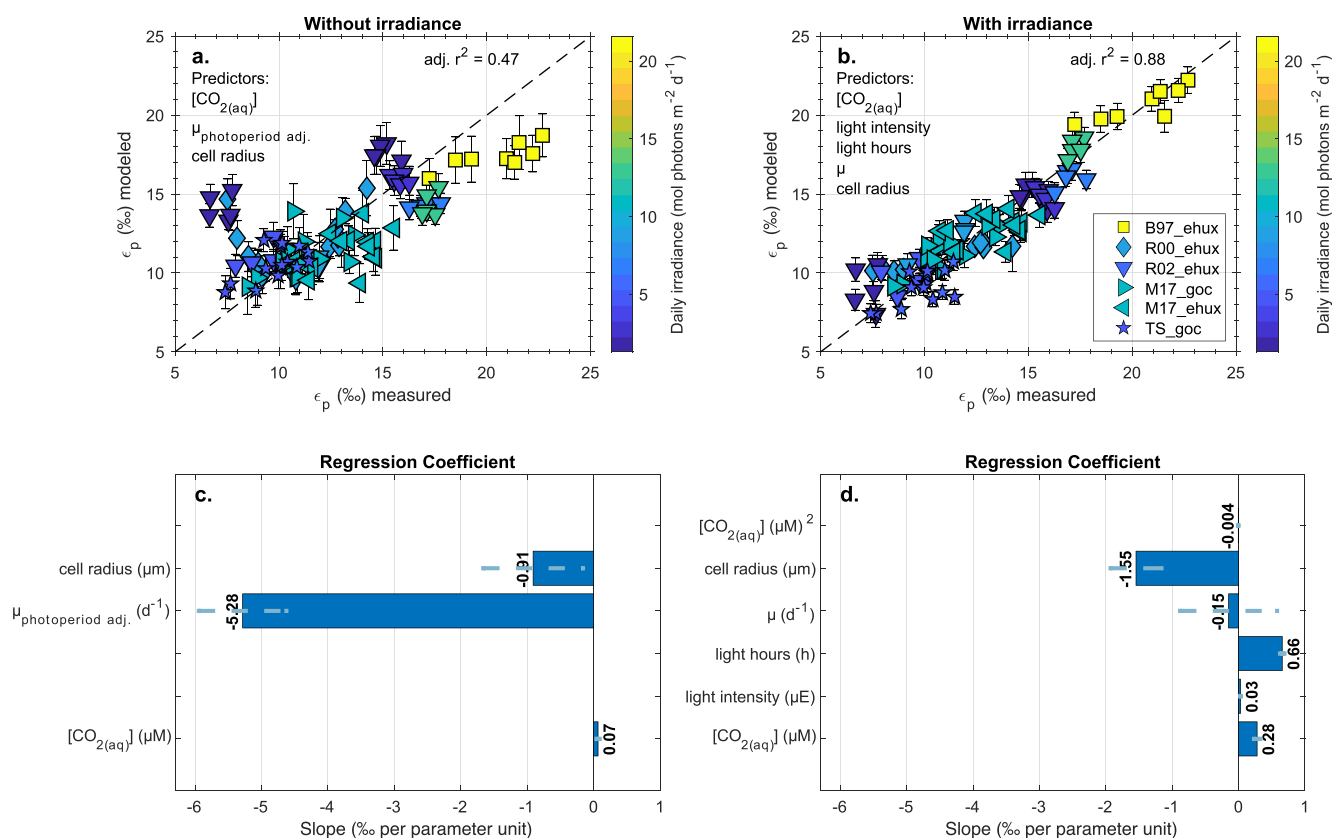 Without irradiance
a.
adj. r2 = 0.47
Predictors:
[CO2(aq)]
μphotoperiod adj.
cell radius
25
20
15
10
5
5
10
15
20
25
ϵp (‰) modeled
ϵp (‰) measured
20
15
10
5
Daily irradiance (mol photons m-2 d-1)
With irradiance
b.
adj. r2 = 0.88
Predictors:
[CO2(aq)]
light intensity
light hours
μ
cell radius
B97_ehux
R00_ehux
R02_ehux
M17_goc
M17_ehux
TS_goc
25
20
15
10
5
5
10
15
20
25
ϵp (‰) modeled
ϵp (‰) measured
20
15
10
5
Daily irradiance (mol photons m-2 d-1)
Regression Coefficient
c.
cell radius (μm)
-0.91
μphotoperiod adj. (d-1)
-5.28
[CO2(aq)] (μM)
0.07
-6
-5
-4
-3
-2
-1
0
1
Slope (‰ per parameter unit)
Regression Coefficient
d.
[CO2(aq)] (μM)2
-0.004
cell radius (μm)
-1.55
μ (d-1)
-0.15
light hours (h)
0.66
light intensity (μE)
0.03
[CO2(aq)] (μM)
0.28
-6
-5
-4
-3
-2
-1
0
1
Slope (‰ per parameter unit)